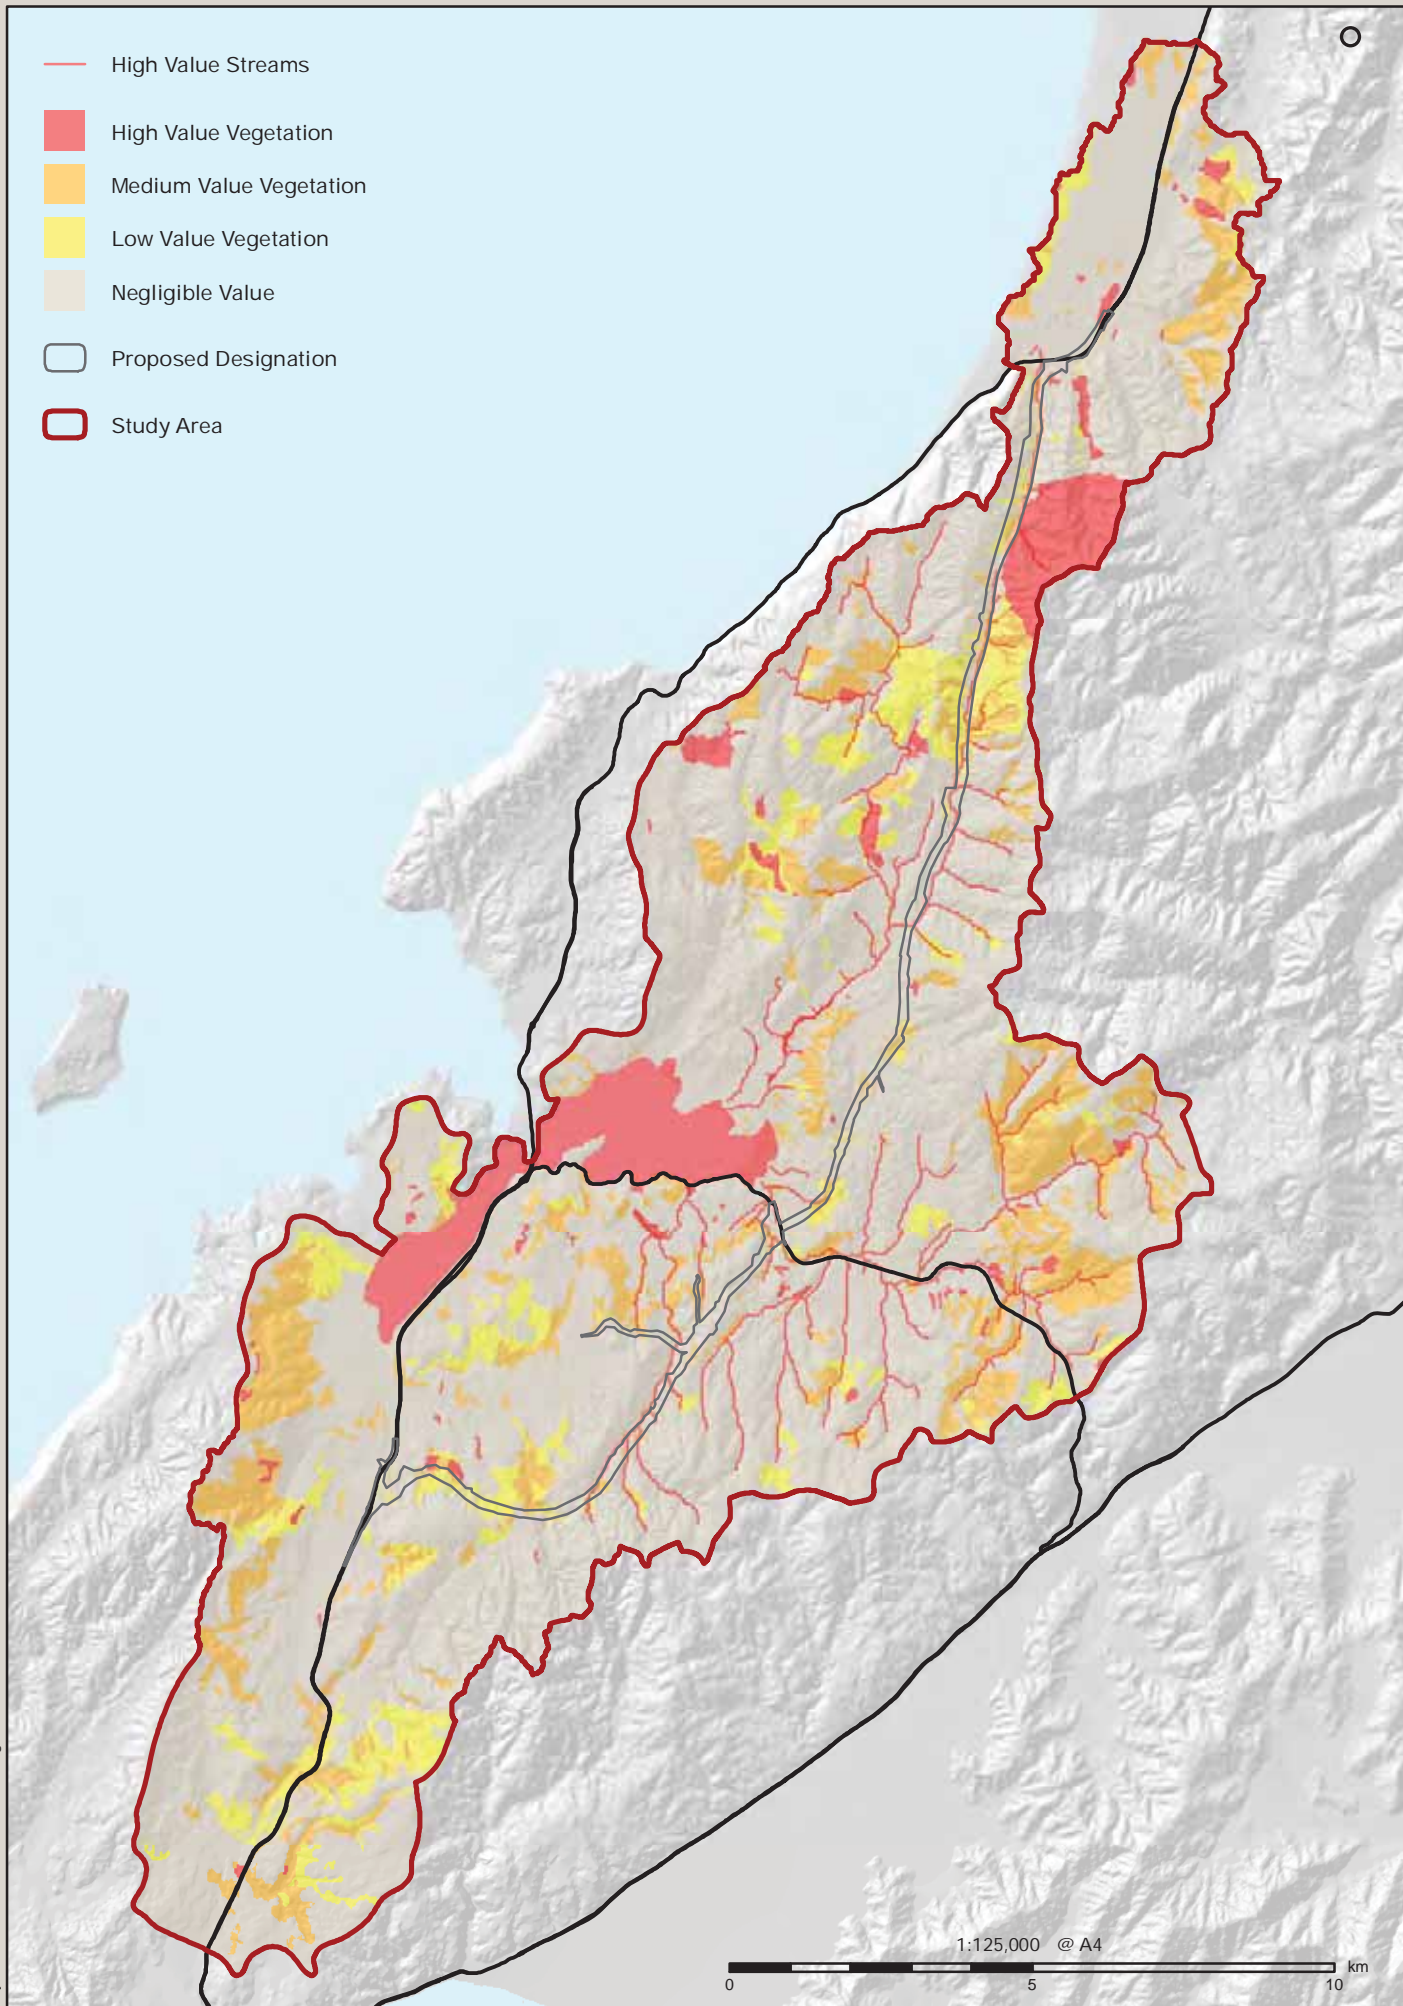 High Value Streams
High Value Vegetation
Medium Value Vegetation
Low Value Vegetation
Negligible Value
Proposed Designation
Study Area
1:125,000 @ A4
km
0 5 10